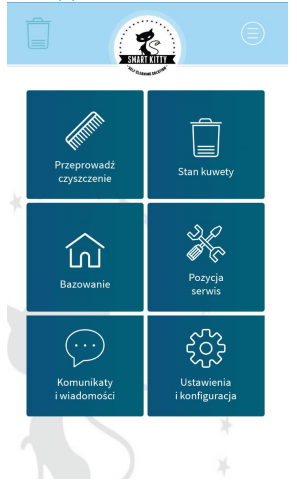 SMART KITTY
SELF CLEANING SOLUTION
Przeprowadź
czyszczenie
Stan kuwety
Bazowanie
Pozycja
serwis
Komunikaty
i wiadomości
Ustawienia
i konfiguracja